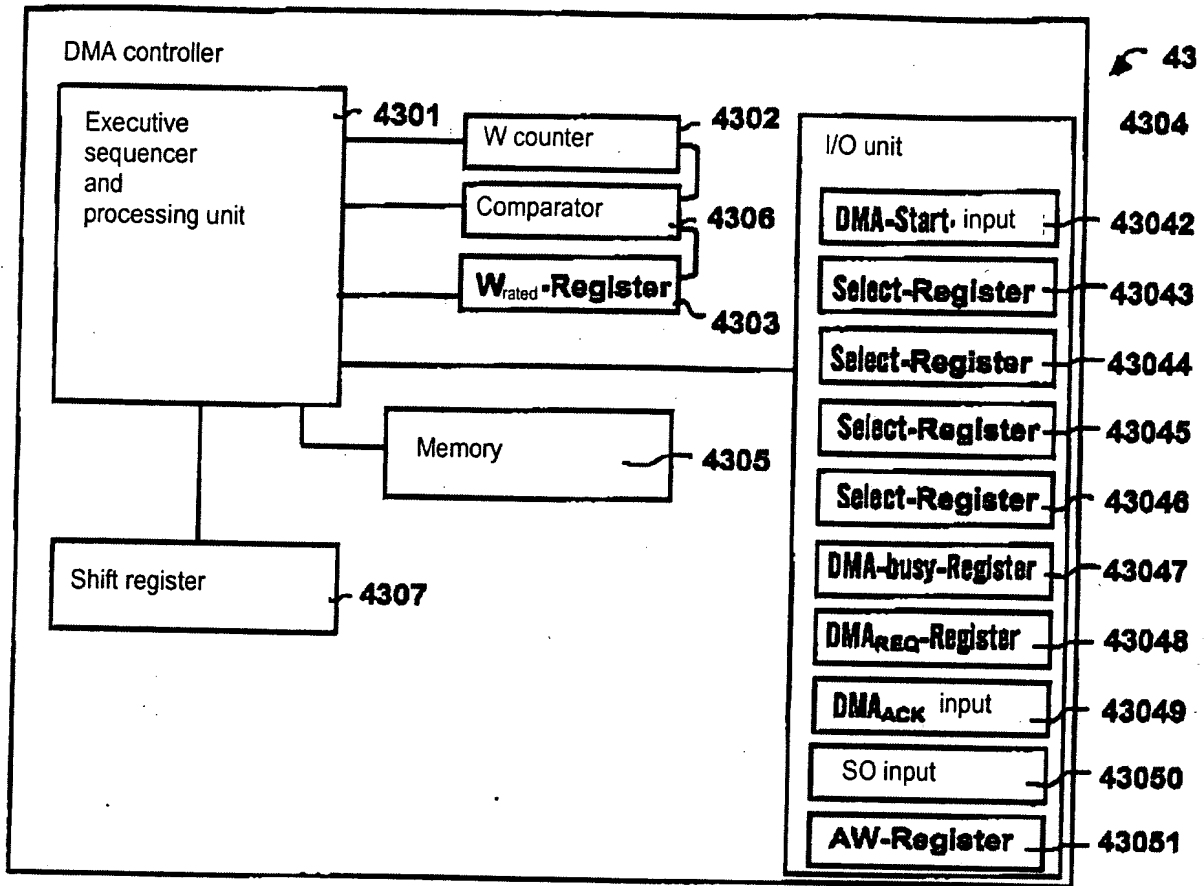 DMA controller
43
4304
Executive
sequencer
and
processing unit
4301
W counter
4302
Comparator
4306
Wrated-Register
4303
Memory
4305
Shift register
4307
I/O unit
DMA-Start, input
43042
Select-Register
43043
Select-Register
43044
Select-Register
43045
Select-Register
43046
DMA-busy-Register
43047
DMAREQ-Register
43048
DMAACK input
43049
SO input
43050
AW-Register
43051